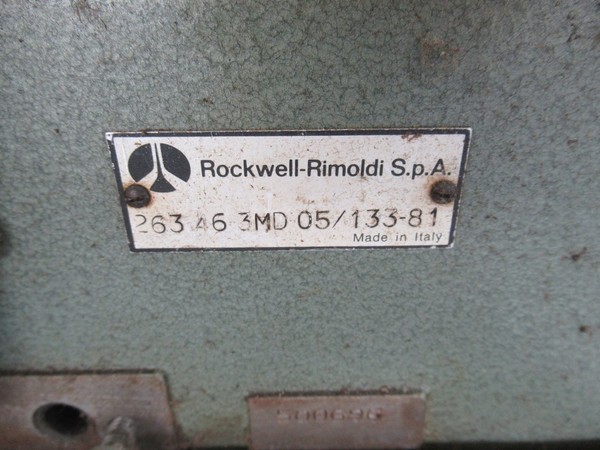 Rockwell-Rimoldi S.p.A.
263 46 3MD 05/133-81
Made in Italy